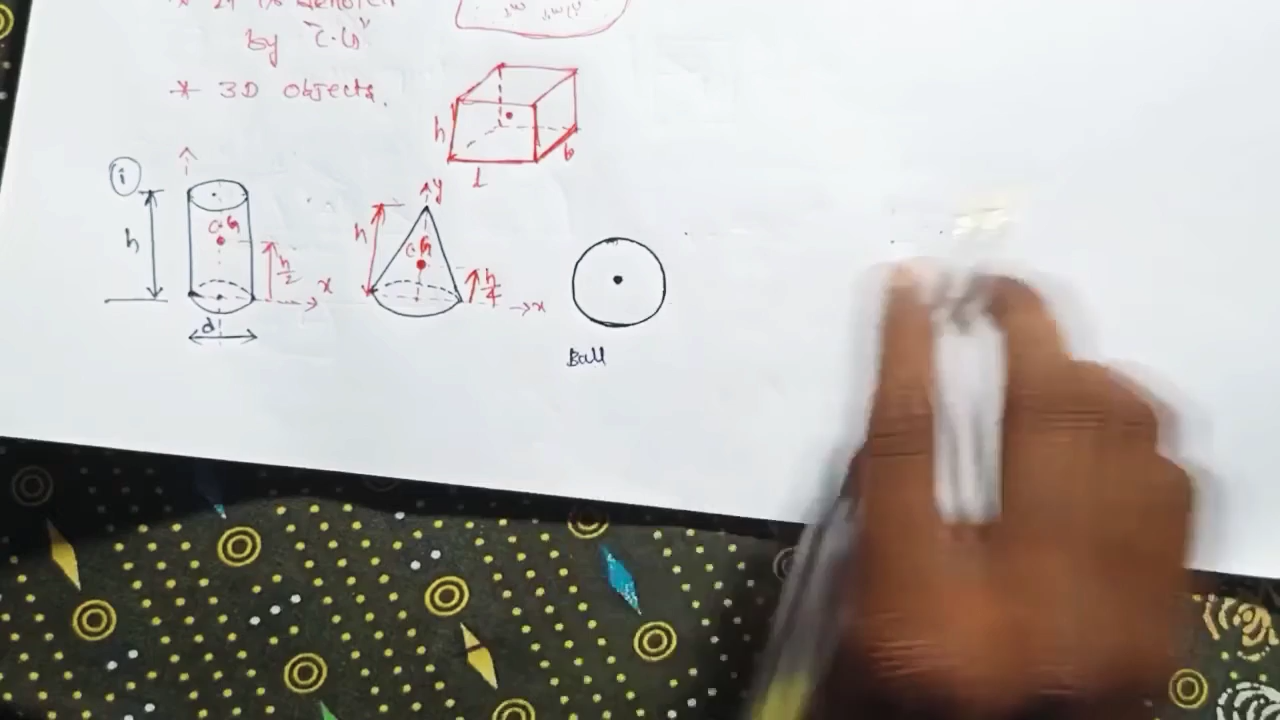 by "C.G"
* 3D Objects.
h
b
l
i
y
h
C.G
h
C.G
h/2
x
h/4
x
d
Ball